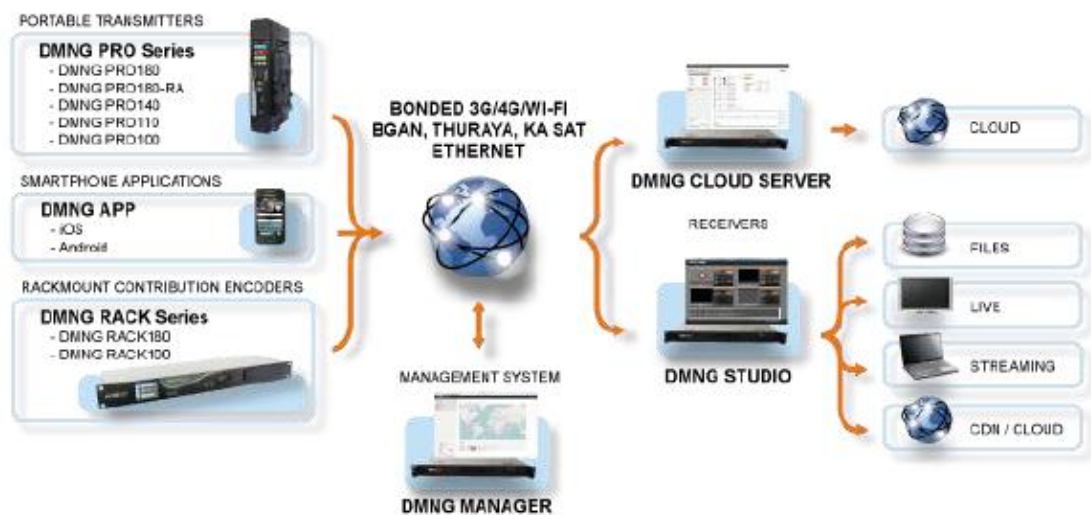 PORTABLE TRANSMITTERS
DMNG PRO Series
- DMNG PRO180
- DMNG PRO180-RA
- DMNG PRO140
- DMNG PRO110
- DMNG PRO100
SMARTPHONE APPLICATIONS
DMNG APP
- iOS
- Android
RACKMOUNT CONTRIBUTION ENCODERS
DMNG RACK Series
- DMNG RACK180
- DMNG RACK100
BONDED 3G/4G/WI-FI
BGAN, THURAYA, KA SAT
ETHERNET
MANAGEMENT SYSTEM
DMNG MANAGER
DMNG CLOUD SERVER
CLOUD
RECEIVERS
DMNG STUDIO
FILES
LIVE
STREAMING
CDN / CLOUD